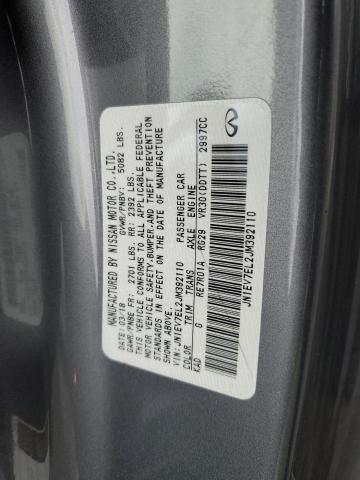 MANUFACTURED BY NISSAN MOTOR CO.,LTD.
DATE: 03/18 GVWR/PNBV: 5082 LBS.
GAWR/PNBE FR: 2701 LBS. RR: 2392 LBS.
THIS VEHICLE CONFORMS TO ALL APPLICABLE FEDERAL
MOTOR VEHICLE SAFETY,BUMPER,AND THEFT PREVENTION
STANDARDS IN EFFECT ON THE DATE OF MANUFACTURE
SHOWN ABOVE.
VIN:JN1EV7EL2JM392110 PASSENGER CAR
COLOR TRIM TRANS AXLE ENGINE
KAD G RE7R01A RG29 VR30(DDTT) 2997CC
JN1EV7EL2JM392110